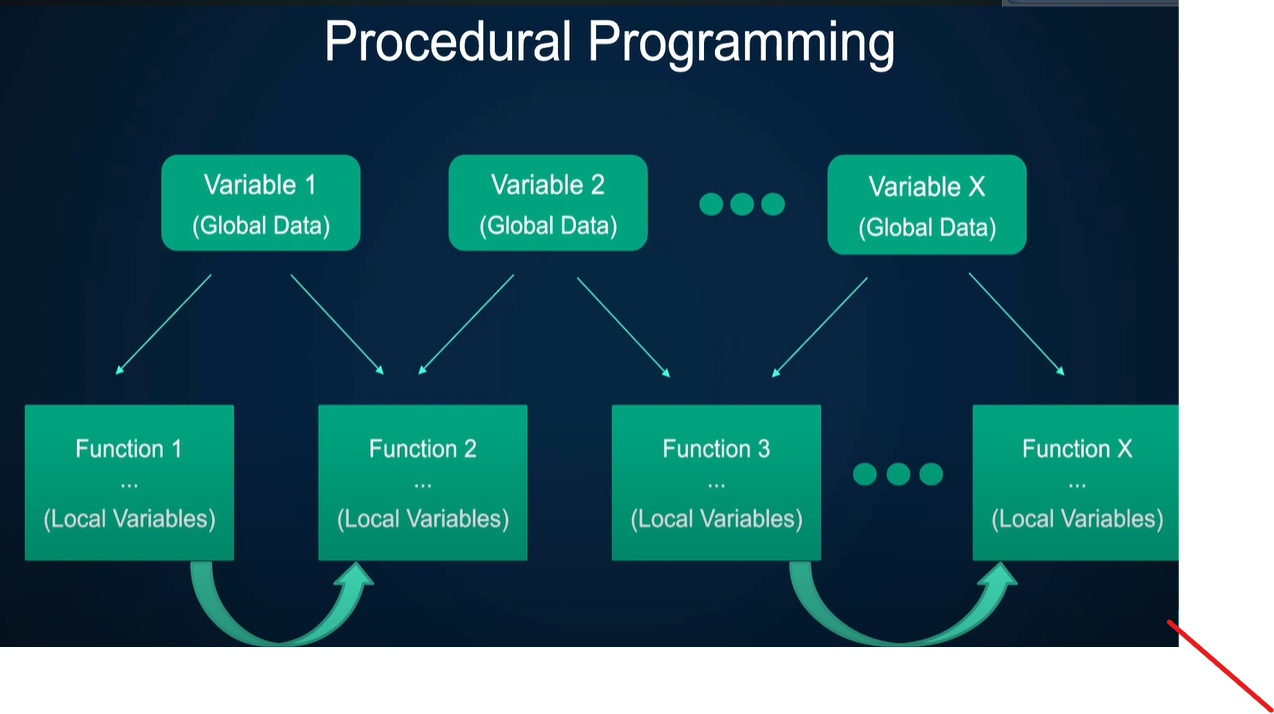 Procedural Programming
Variable 1
(Global Data)
Variable 2
(Global Data)
Variable X
(Global Data)
Function 1
...
(Local Variables)
Function 2
...
(Local Variables)
Function 3
...
(Local Variables)
Function X
...
(Local Variables)